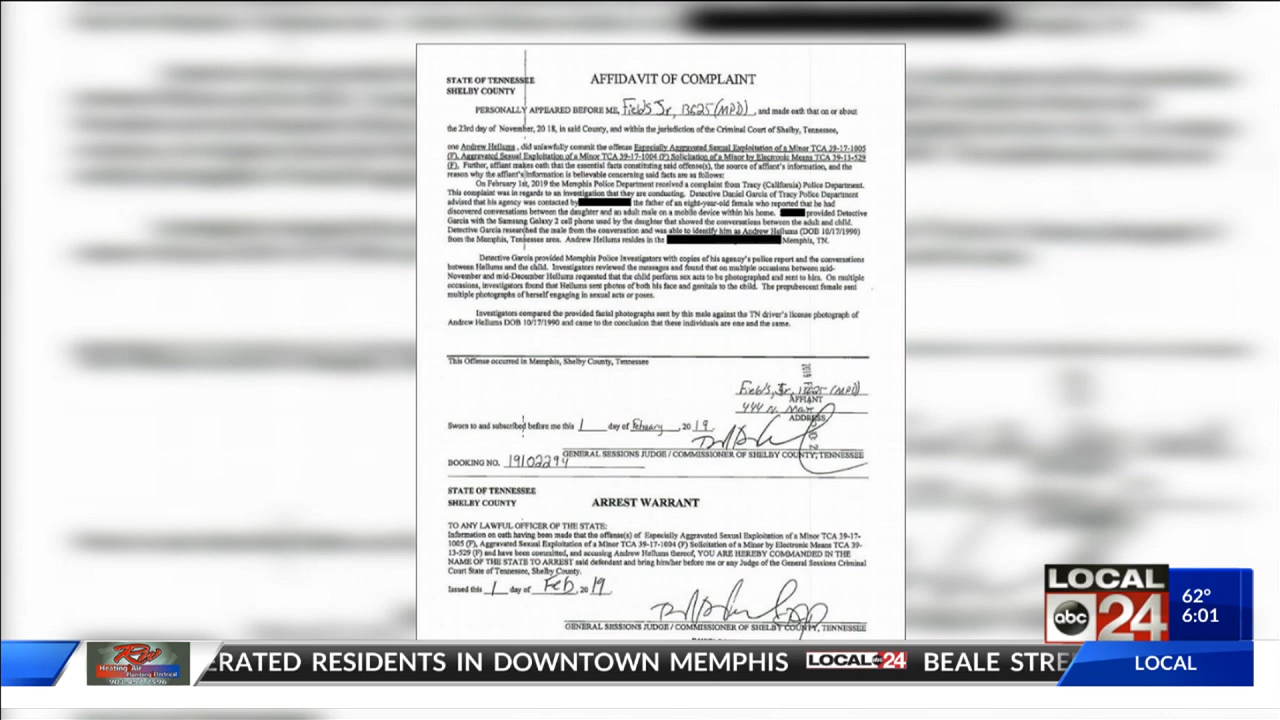 STATE OF TENNESSEE
SHELBY COUNTY
AFFIDAVIT OF COMPLAINT
PERSONALLY APPEARED BEFORE ME, Fields Jr, (MPD), and made oath that on or about
the 23rd day of November, 2018, in said County, and within the jurisdiction of the Criminal Court of Shelby, Tennessee,
one Andrew Hellums, did unlawfully commit the offense Especially Aggravated Sexual Exploitation of a Minor TCA 39-17-1005
(F), Aggravated Sexual Exploitation of a Minor TCA 39-17-1004 (F) Solicitation of a Minor by Electronic Means TCA 39-13-529
(F). Further, affiant makes oath that the essential facts constituting said offense(s), the source of affiant's information, and the
reason why the affiant's information is believable concerning said facts are as follows:
On February 1st, 2019 the Memphis Police Department received a complaint from Tracy (California) Police Department.
This complaint was in regards to an investigation that they are conducting. Detective Daniel Garcia of Tracy Police Department
advised that his agency was contacted by the father of an eight-year-old female who reported that he had
discovered conversations between the daughter and an adult male on a mobile device within his home. provided Detective
Garcia with the Samsung Galaxy 2 cell phone used by the daughter that showed the conversations between the adult and child.
Detective Garcia researched the male from the conversation and was able to identify him as Andrew Hellums (DOB 10/17/1990)
from the Memphis, Tennessee area. Andrew Hellums resides in the Memphis, TN.
Detective Garcia provided Memphis Police Investigators with copies of his agency's police report and the conversations
between Hellums and the child. Investigators reviewed the messages and found that on multiple occasions between mid-
November and mid-December Hellums requested that the child perform sex acts to be photographed and sent to him. On multiple
occasions, investigators found that Hellums sent photos of both his face and genitals to the child. The prepubescent female sent
multiple photographs of herself engaging in sexual acts or poses.
Investigators compared the provided facial photographs sent by this male against the TN driver's license photograph of
Andrew Hellums DOB 10/17/1990 and came to the conclusion that these individuals are one and the same.
This Offense occurred in Memphis, Shelby County, Tennessee
2019
Fields, Jr, (MPD)
AFFIANT
444 N. Main
ADDRESS
Sworn to and subscribed before me this 1 day of February, 2019.
GENERAL SESSIONS JUDGE / COMMISSIONER OF SHELBY COUNTY, TENNESSEE
BOOKING NO. 19102294
STATE OF TENNESSEE
SHELBY COUNTY
ARREST WARRANT
TO ANY LAWFUL OFFICER OF THE STATE:
Information on oath having been made that the offense(s) of Especially Aggravated Sexual Exploitation of a Minor TCA 39-17-
1005 (F), Aggravated Sexual Exploitation of a Minor TCA 39-17-1004 (F) Solicitation of a Minor by Electronic Means TCA 39-
13-529 (F) and have been committed, and accusing Andrew Hellums thereof, YOU ARE HEREBY COMMANDED IN THE
NAME OF THE STATE TO ARREST said defendant and bring him/her before me or any Judge of the General Sessions Criminal
Court State of Tennessee, Shelby County.
Issued this 1 day of Feb, 2019.
GENERAL SESSIONS JUDGE / COMMISSIONER OF SHELBY COUNTY, TENNESSEE
LOCAL
abc 24
62°
6:01
RW
Heating Air
Plumbing Electrical
ERATED RESIDENTS IN DOWNTOWN MEMPHIS LOCAL abc 24 BEALE STRE
LOCAL